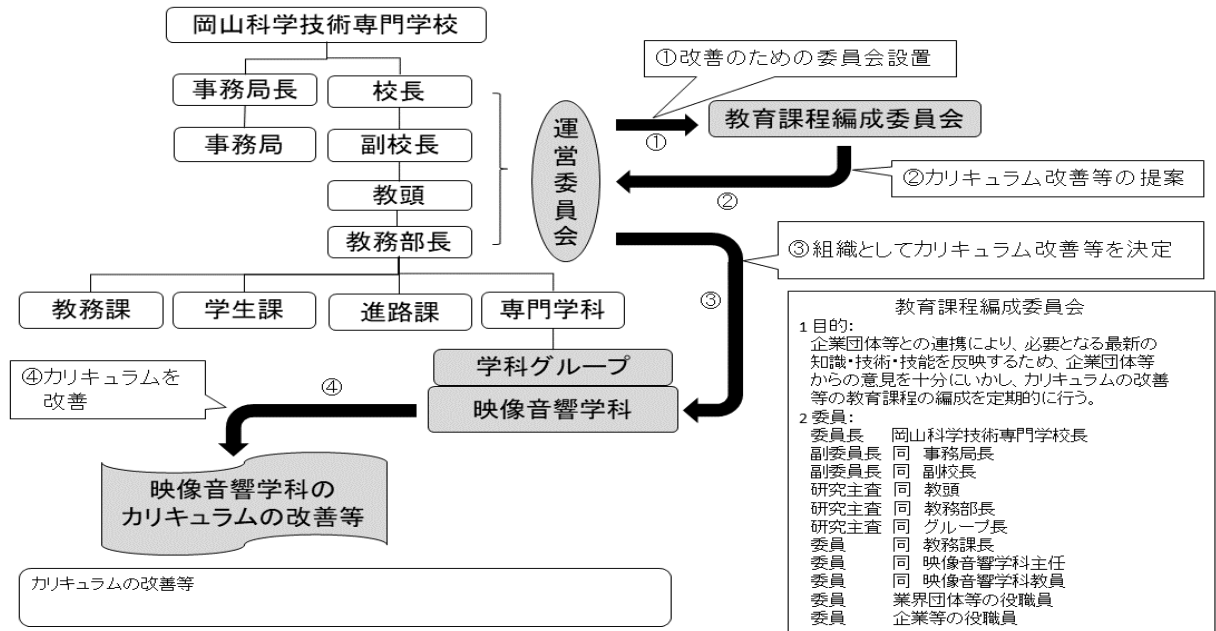 岡山科学技術専門学校
①改善のための委員会設置
事務局長
校長
運営委員会
①
教育課程編成委員会
事務局
副校長
②カリキュラム改善等の提案
教頭
②
教務部長
③組織としてカリキュラム改善等を決定
教務課
学生課
進路課
専門学科
③
学科グループ
映像音響学科
④カリキュラムを
改善
④
映像音響学科の
カリキュラムの改善等
カリキュラムの改善等
教育課程編成委員会
1 目的:
企業団体等との連携により、必要となる最新の
知識・技術・技能を反映するため、企業団体等
からの意見を十分にいかし、カリキュラムの改善
等の教育課程の編成を定期的に行う。
2 委員:
委員長 岡山科学技術専門学校長
副委員長 同 事務局長
副委員長 同 副校長
研究主査 同 教頭
研究主査 同 教務部長
研究主査 同 グループ長
委員 同 教務課長
委員 同 映像音響学科主任
委員 同 映像音響学科教員
委員 業界団体等の役職員
委員 企業等の役職員